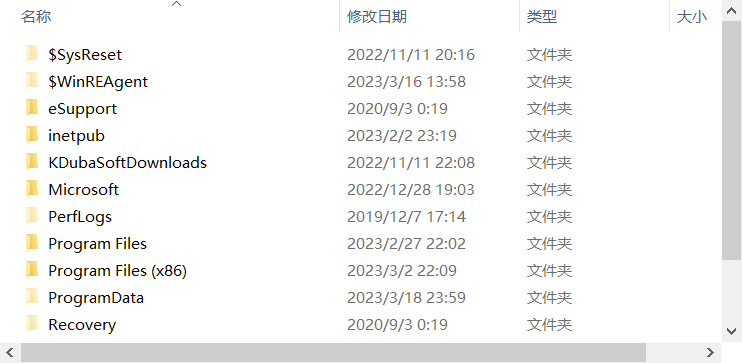 名称 修改日期 类型 大小
$SysReset 2022/11/11 20:16 文件夹
$WinREAgent 2023/3/16 13:58 文件夹
eSupport 2020/9/3 0:19 文件夹
inetpub 2023/2/2 23:19 文件夹
KDubaSoftDownloads 2022/11/11 22:08 文件夹
Microsoft 2022/12/28 19:03 文件夹
PerfLogs 2019/12/7 17:14 文件夹
Program Files 2023/2/27 22:02 文件夹
Program Files (x86) 2023/3/2 22:09 文件夹
ProgramData 2023/3/18 23:59 文件夹
Recovery 2020/9/3 0:19 文件夹